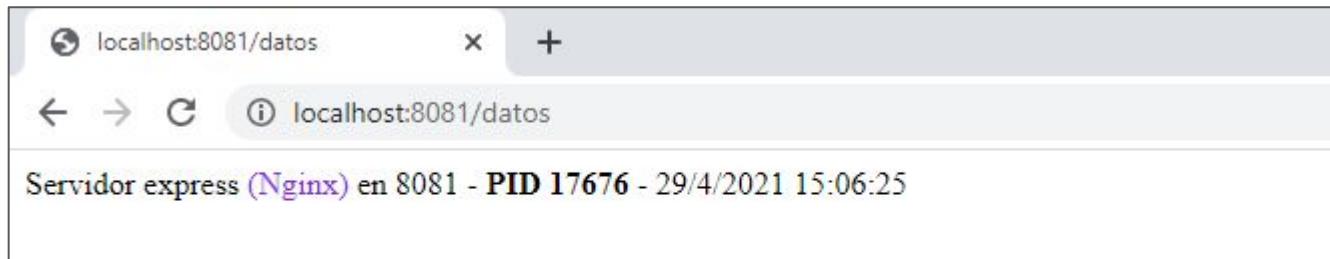 localhost:8081/datos
localhost:8081/datos
Servidor express (Nginx) en 8081 - PID 17676 - 29/4/2021 15:06:25